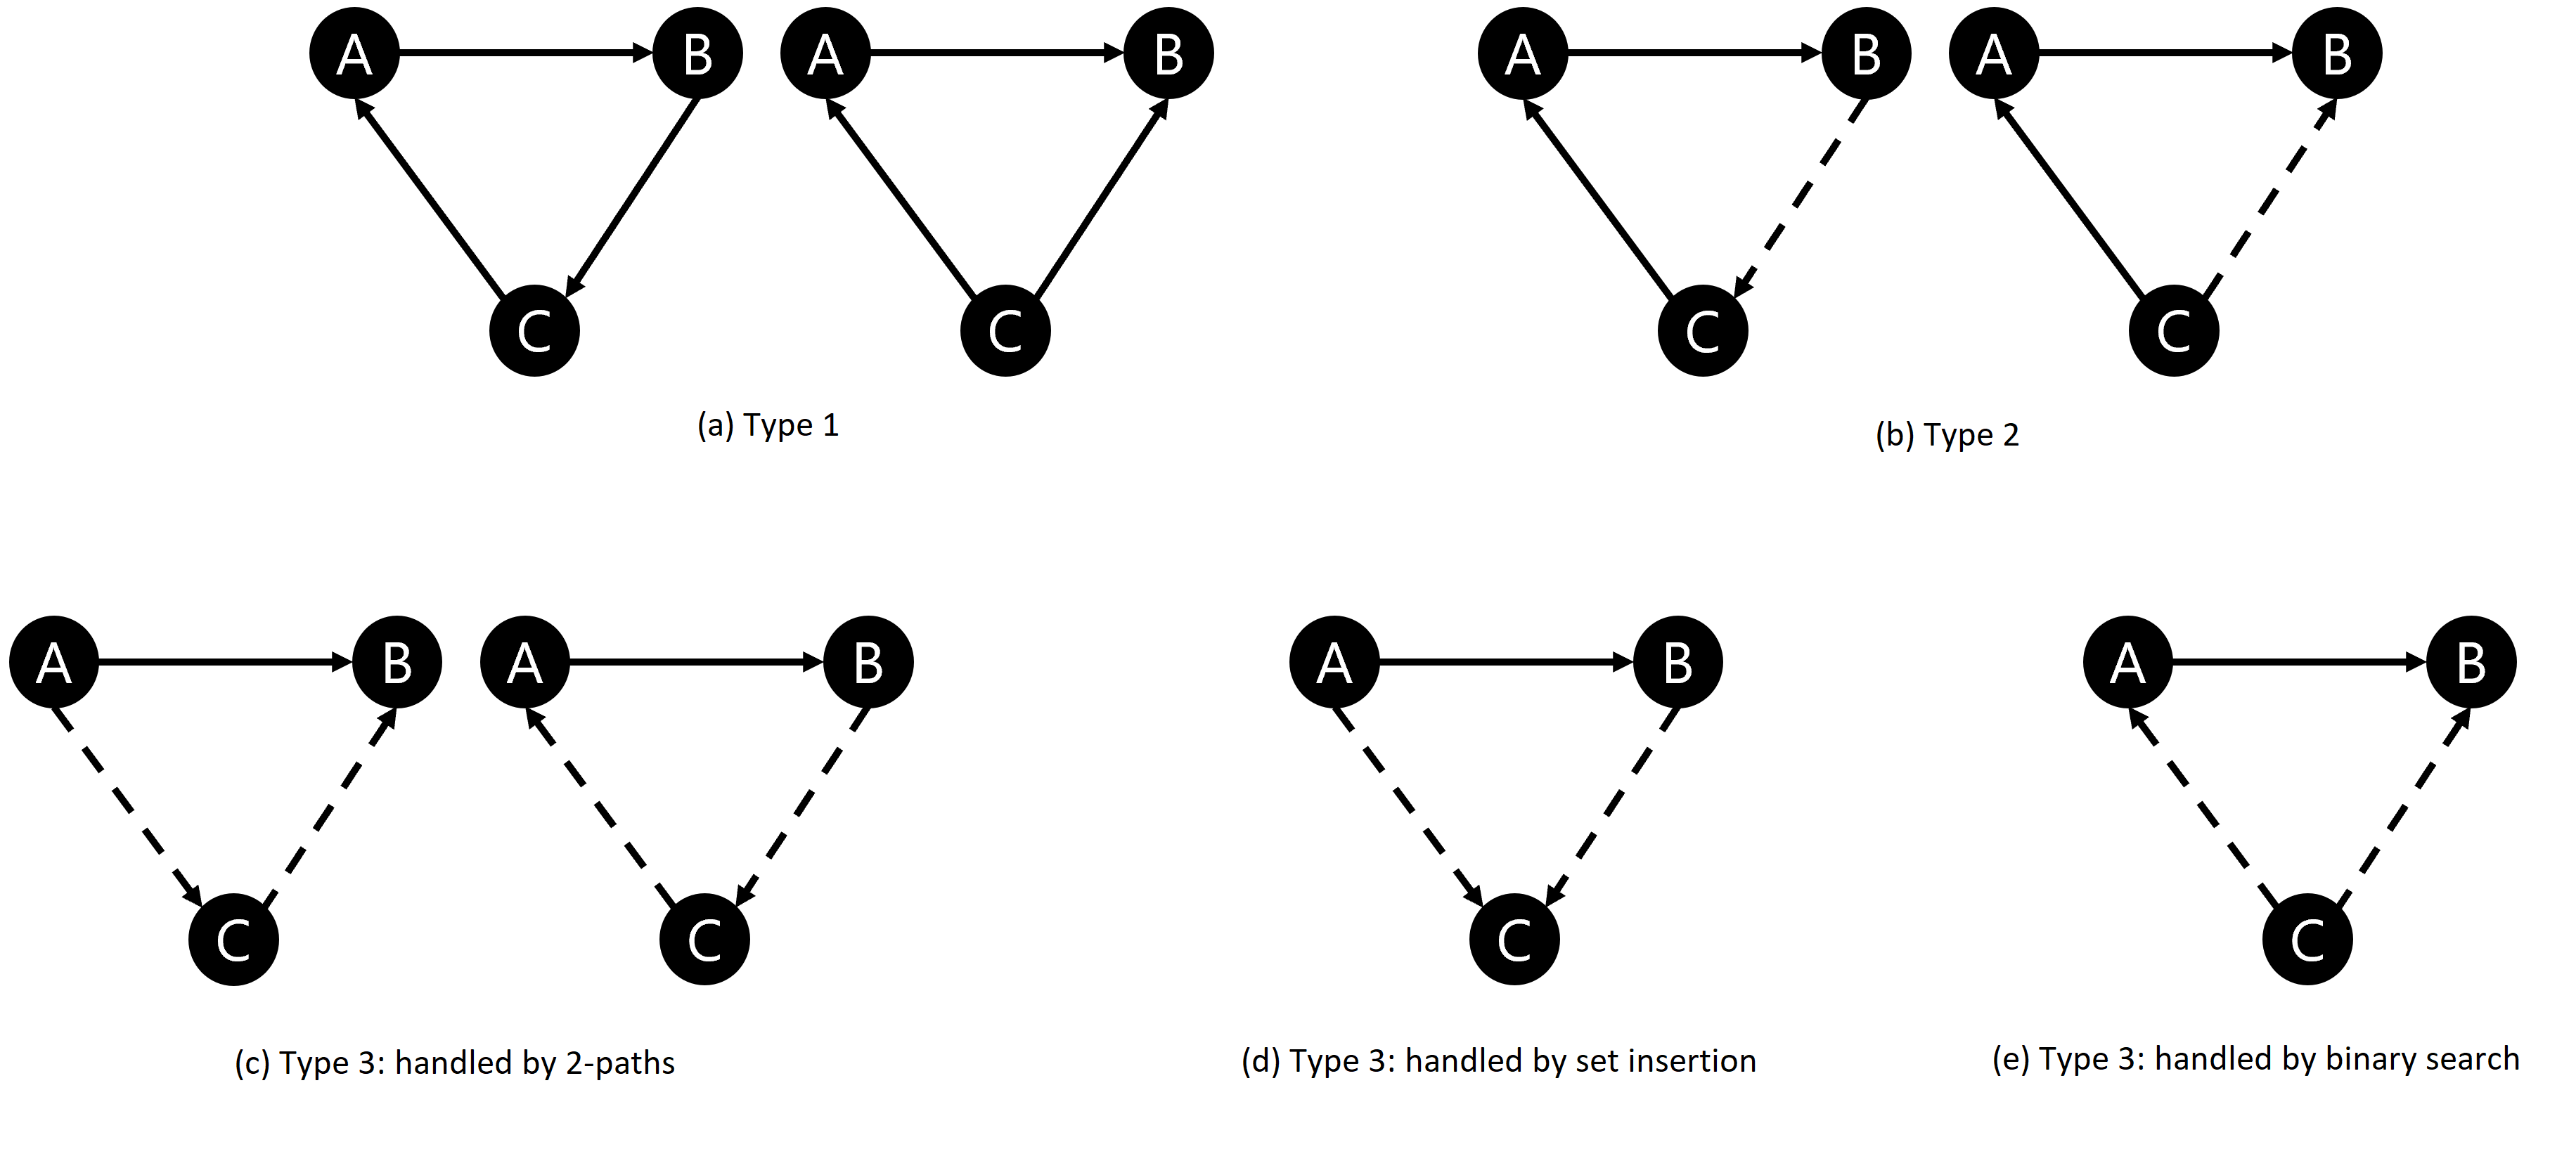 A B A B A B A B
C C C C
(a) Type 1
(b) Type 2
A B A B A B A B
C C C C
(c) Type 3: handled by 2-paths
(d) Type 3: handled by set insertion
(e) Type 3: handled by binary search